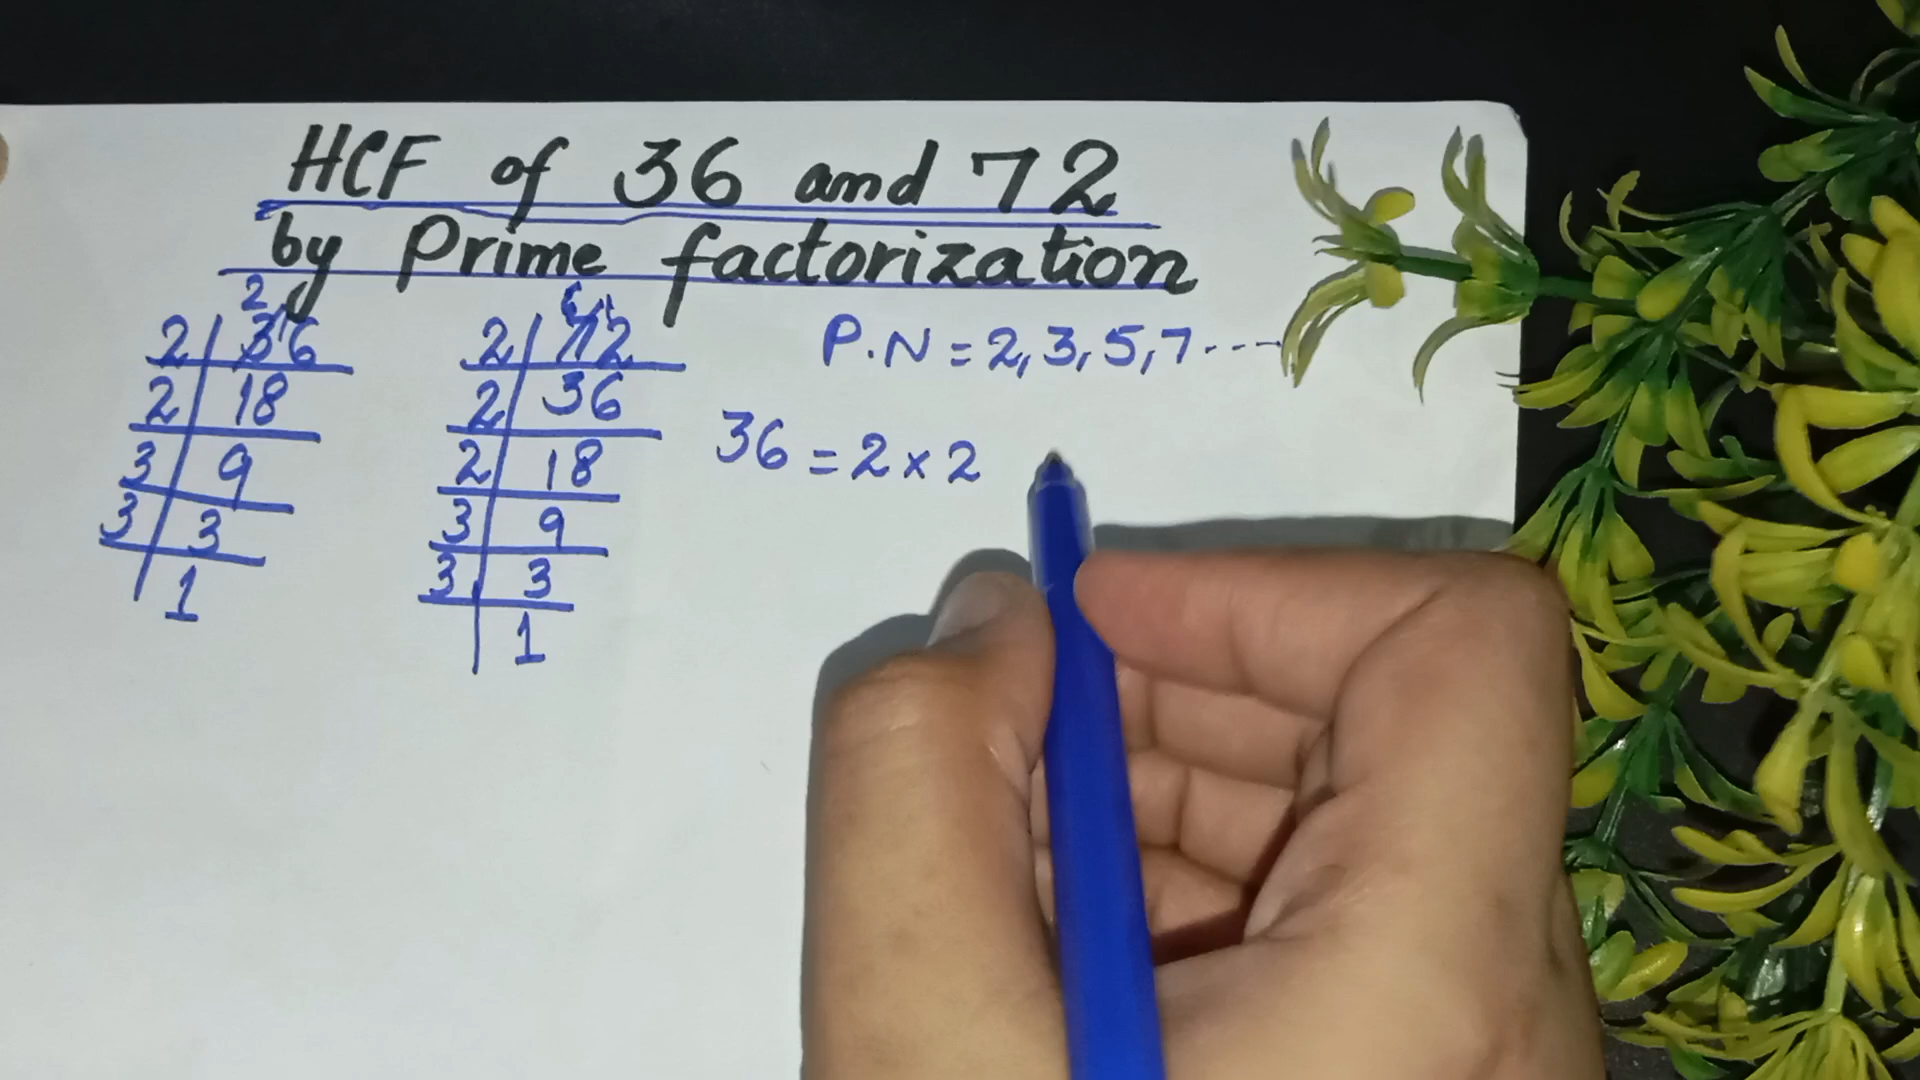 HCF of 36 and 72
by Prime factorization
2 | 36
2 | 18
3 | 9
3 | 3
1
2 | 72
2 | 36
2 | 18
3 | 9
3 | 3
1
P.N = 2, 3, 5, 7 ----
36 = 2 × 2